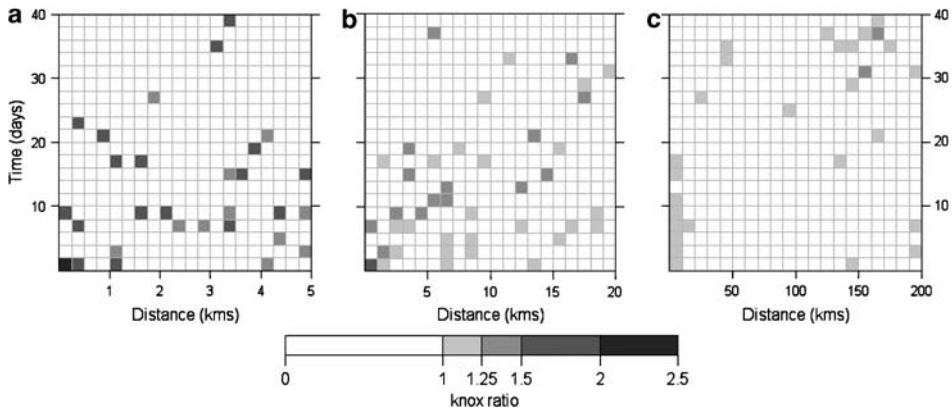 a
b
c
40
30
20
10
Time (days)
1 2 3 4 5
Distance (kms)
5 10 15 20
Distance (kms)
50 100 150 200
Distance (kms)
40
30
20
10
0 1 1.25 1.5 2 2.5
knox ratio